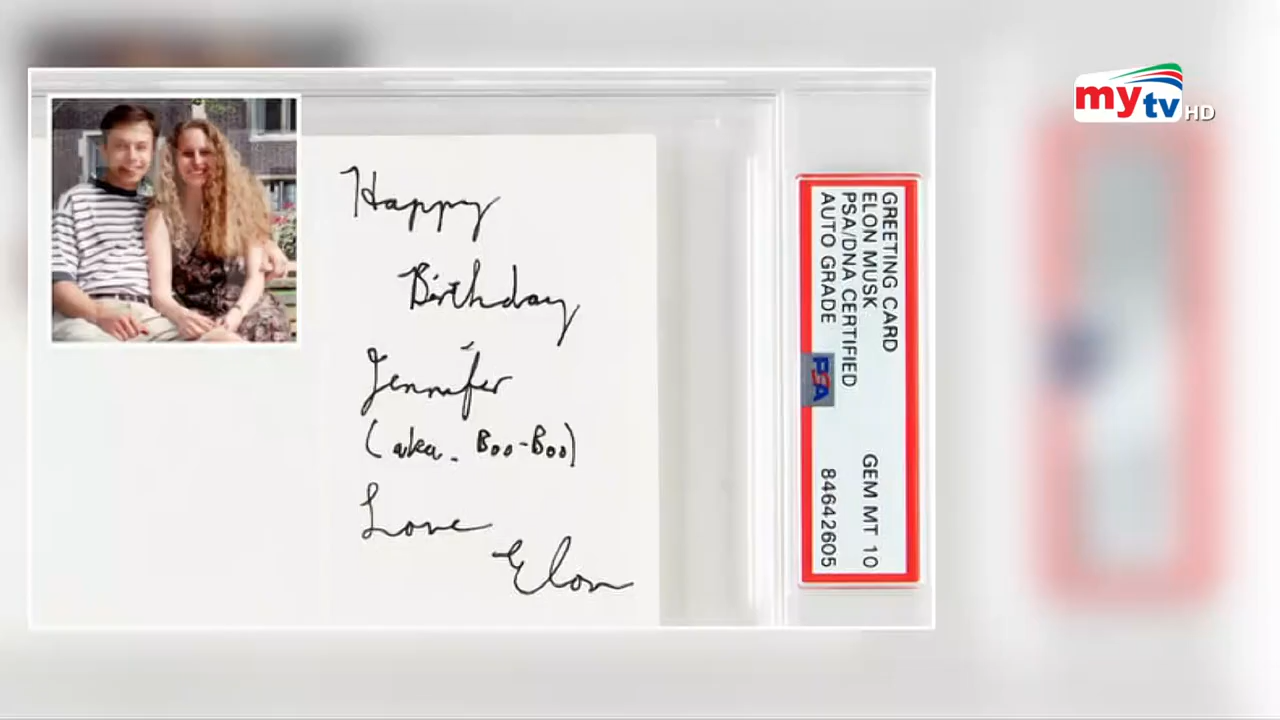 Happy
Birthday
Jennifer
(aka. Boo-Boo)
Love
Elon
GREETING CARD
ELON MUSK
PSA/DNA CERTIFIED
AUTO GRADE
GEM MT 10
84642605
PSA
mytv HD